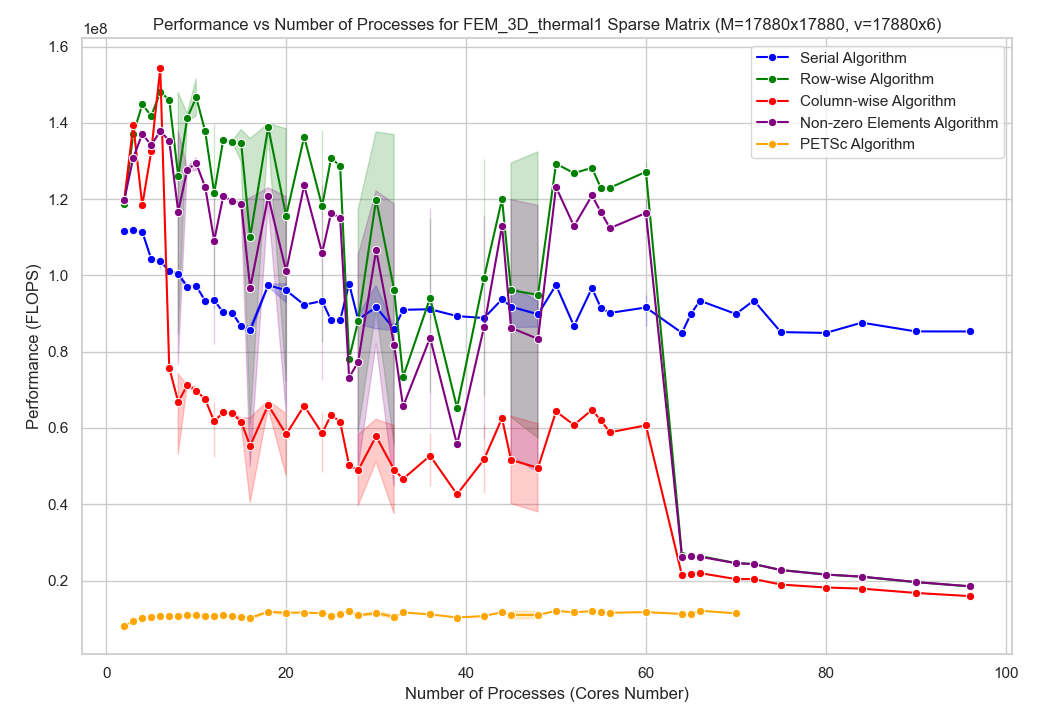 Performance vs Number of Processes for FEM_3D_thermal1 Sparse Matrix (M=17880x17880, v=17880x6)
1e8
1.6
1.4
1.2
1.0
0.8
0.6
0.4
0.2
Performance (FLOPS)
Serial Algorithm
Row-wise Algorithm
Column-wise Algorithm
Non-zero Elements Algorithm
PETSc Algorithm
0 20 40 60 80 100
Number of Processes (Cores Number)